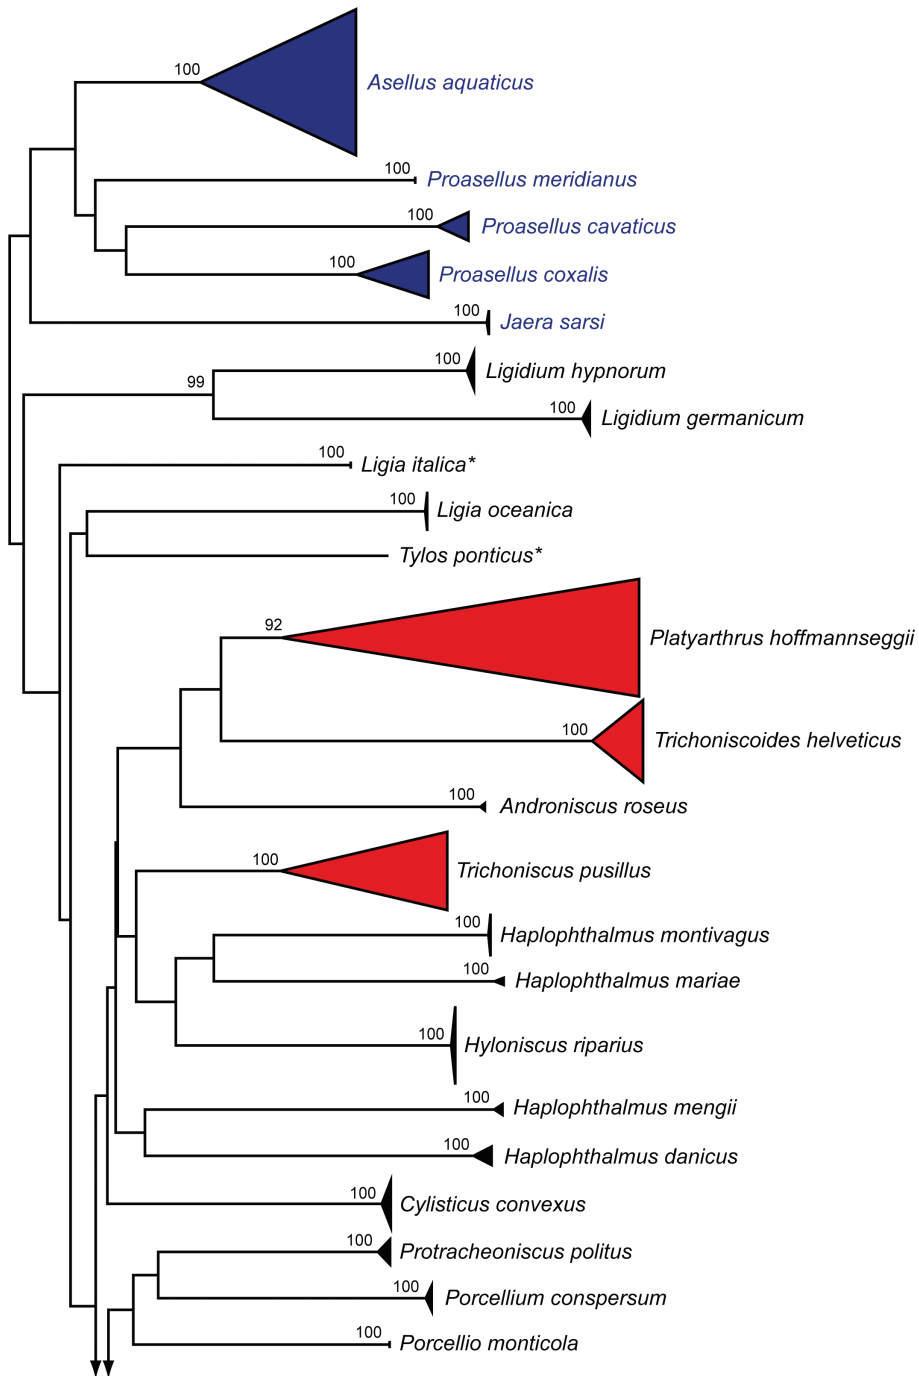 100 Asellus aquaticus
100 Proasellus meridianus
100 Proasellus cavaticus
100 Proasellus coxalis
100 Jaera sarsi
100 Ligidium hypnorum
99
100 Ligidium germanicum
100 Ligia italica*
100 Ligia oceanica
Tylos ponticus*
92 Platyarthrus hoffmannseggii
100 Trichoniscoides helveticus
100 Androniscus roseus
100 Trichoniscus pusillus
100 Haplophthalmus montivagus
100 Haplophthalmus mariae
100 Hyloniscus riparius
100 Haplophthalmus mengii
100 Haplophthalmus danicus
100 Cylisticus convexus
100 Protracheoniscus politus
100 Porcellium conspersum
100 Porcellio monticola